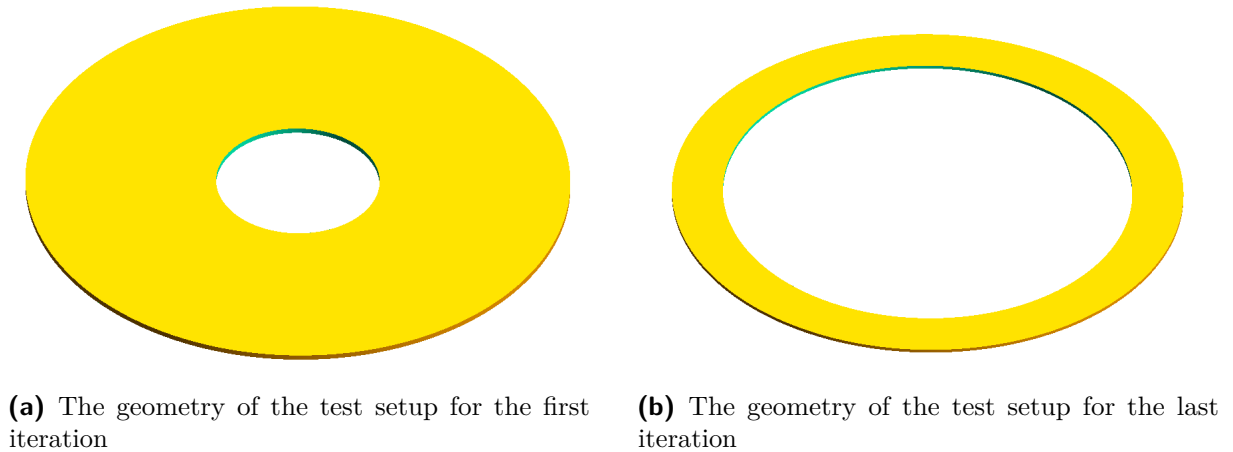 (a) The geometry of the test setup for the first
iteration
(b) The geometry of the test setup for the last
iteration